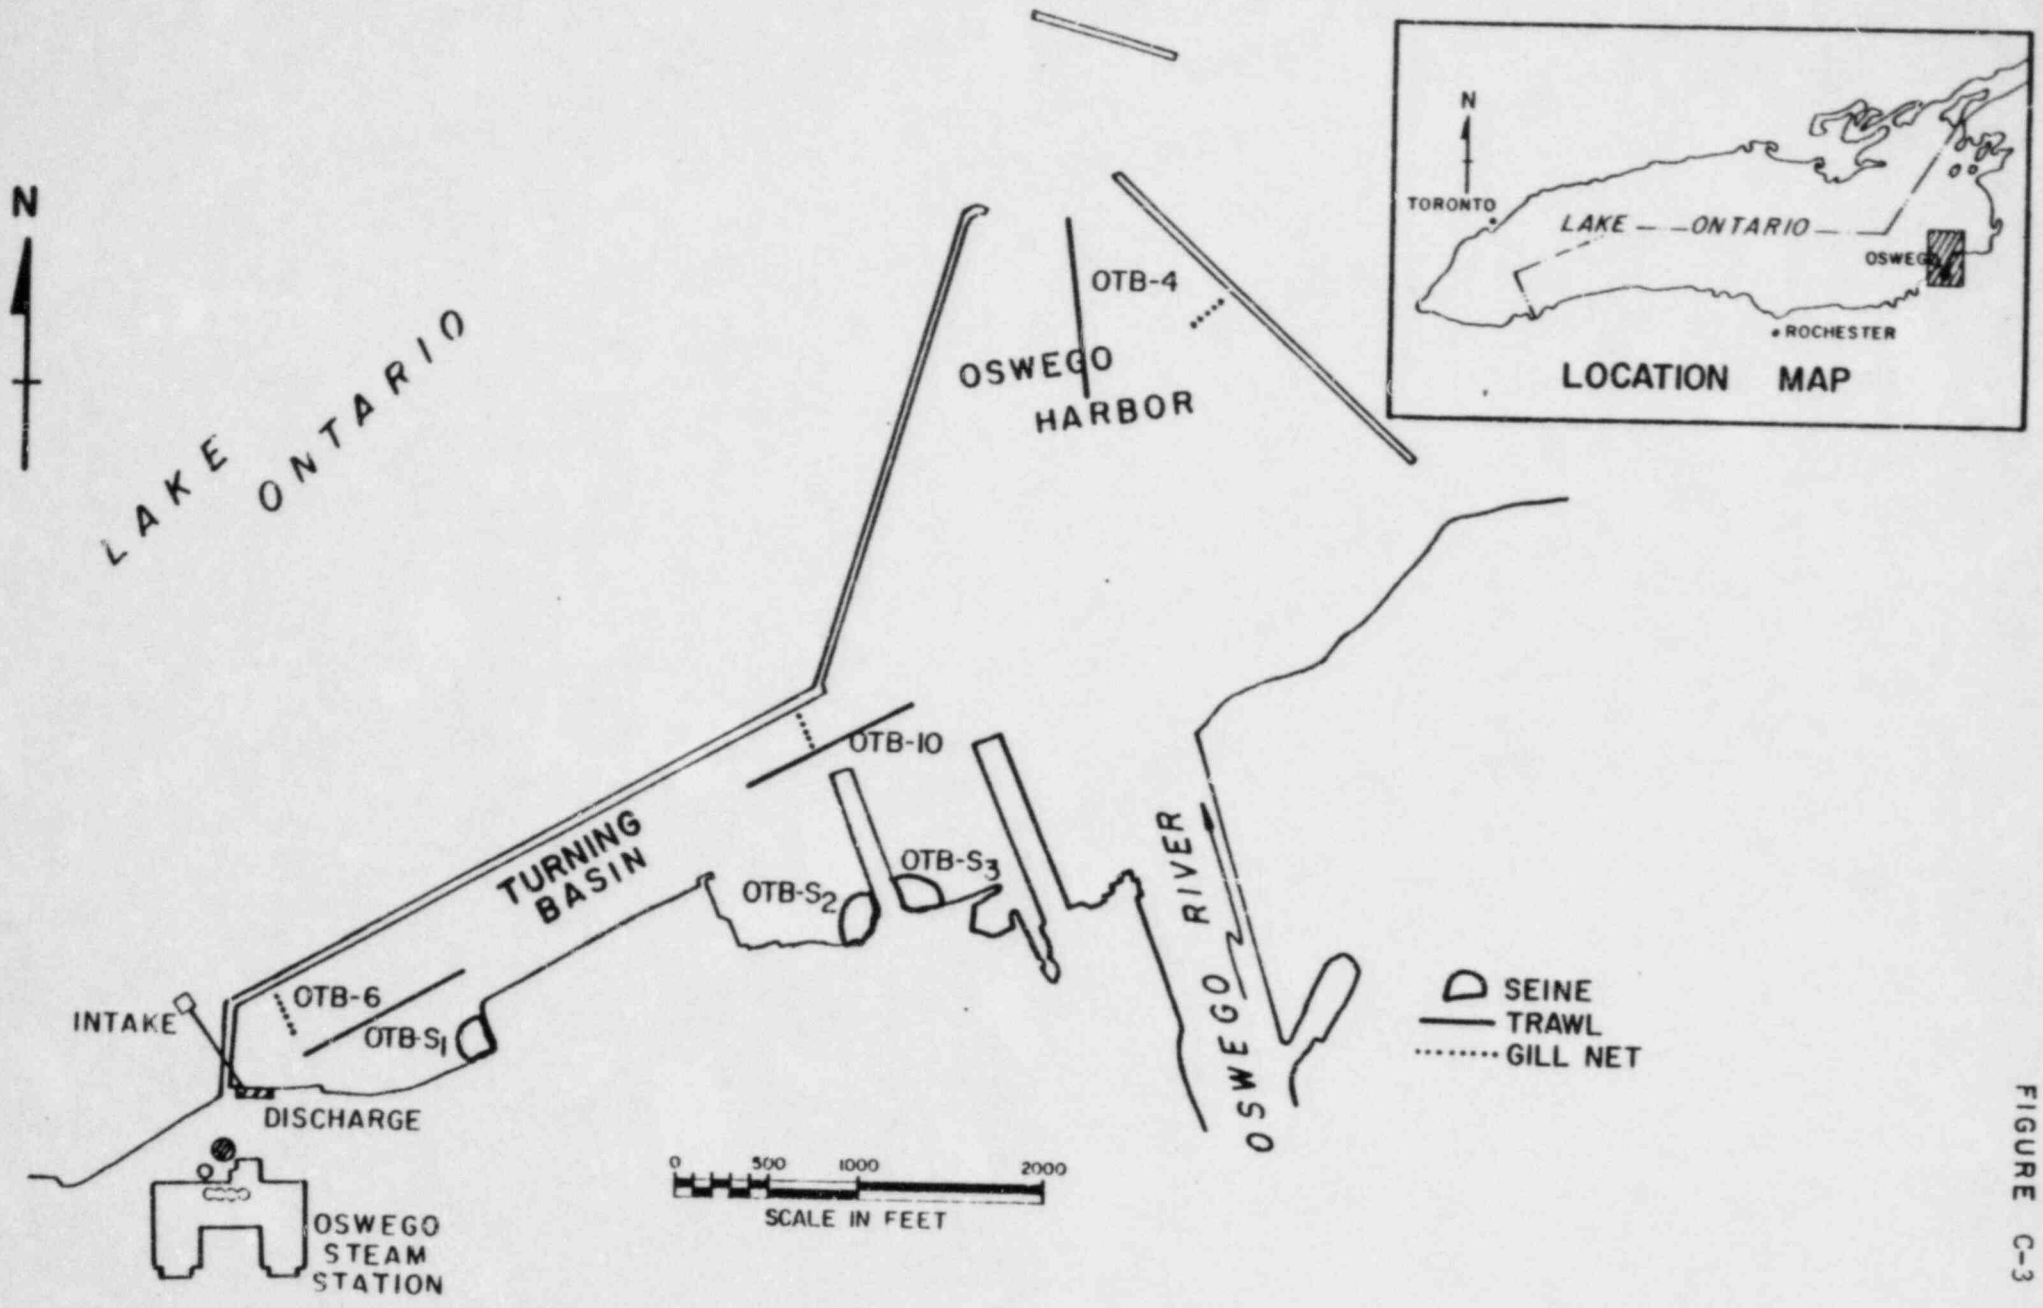 N
TORONTO
LAKE ONTARIO
OSWEGO
ROCHESTER
LOCATION MAP
N
LAKE
ONTARIO
OTB-4
OSWEGO
HARBOR
OTB-10
TURNING
BASIN
OTB-S2
OTB-S3
OTB-6
OTB-S1
INTAKE
DISCHARGE
OSWEGO RIVER
SEINE
TRAWL
GILL NET
0 500 1000 2000
SCALE IN FEET
OSWEGO
STEAM
STATION
FIGURE C-3